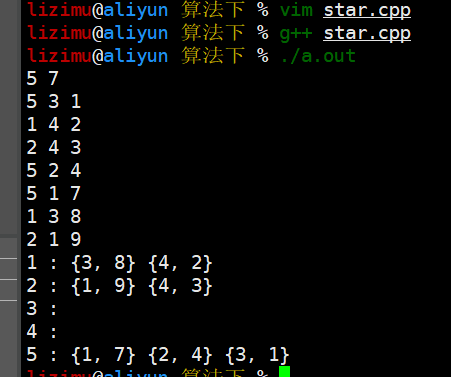 lizimu@aliyun 算法下 % vim star.cpp
lizimu@aliyun 算法下 % g++ star.cpp
lizimu@aliyun 算法下 % ./a.out
5 7
5 3 1
1 4 2
2 4 3
5 2 4
5 1 7
1 3 8
2 1 9
1 : {3, 8} {4, 2}
2 : {1, 9} {4, 3}
3 :
4 :
5 : {1, 7} {2, 4} {3, 1}
lizimu@aliyun 算法下 %